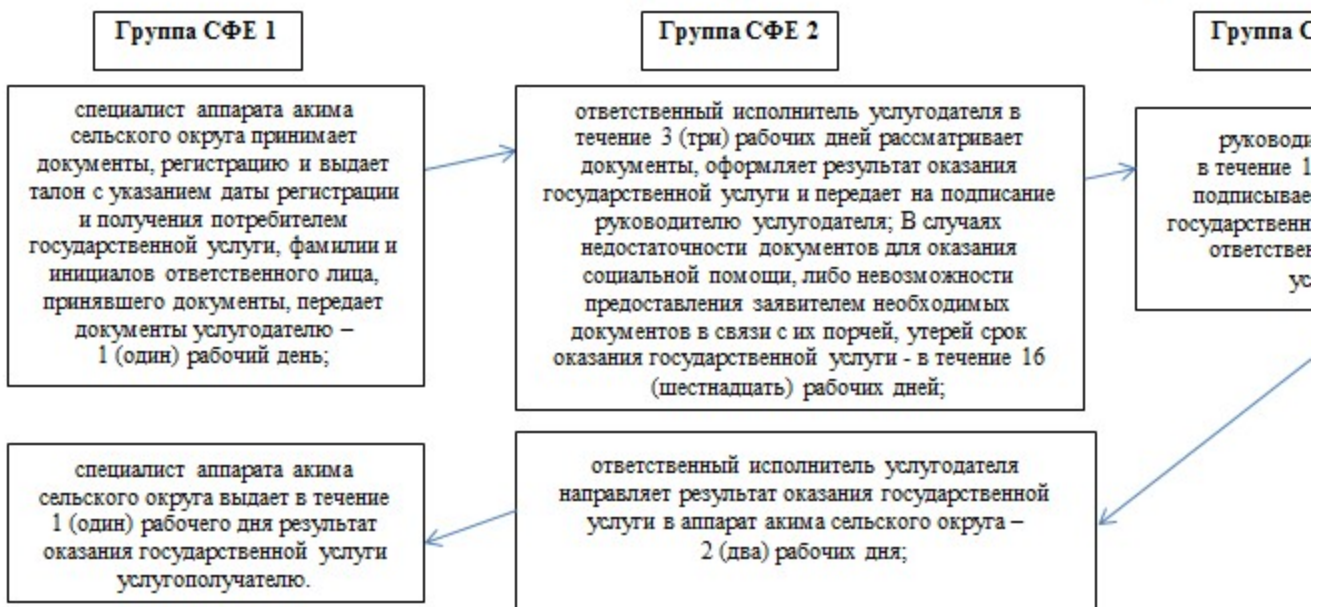 Группа СФЕ 1
Группа СФЕ 2
Группа
специалист аппарата акима
сельского округа принимает
документы, регистрацию и выдает
талон с указанием даты регистрации
и получения потребителем
государственной услуги, фамилии и
инициалов ответственного лица,
принявшего документы, передает
документы услугодателю –
1 (один) рабочий день;
ответственный исполнитель услугодателя в
течение 3 (три) рабочих дней рассматривает
документы, оформляет результат оказания
государственной услуги и передает на подписание
руководителю услугодателя; В случаях
недостаточности документов для оказания
социальной помощи, либо невозможности
предоставления заявителем необходимых
документов в связи с их порчей, утерей срок
оказания государственной услуги - в течение 16
(шестнадцать) рабочих дней;
в течение 1
специалист аппарата акима
сельского округа выдает в течение
1 (один) рабочего дня результат
оказания государственной услуги
услугополучателю.
ответственный исполнитель услугодателя
направляет результат оказания государственной
услуги в аппарат акима сельского округа –
2 (два) рабочих дня;